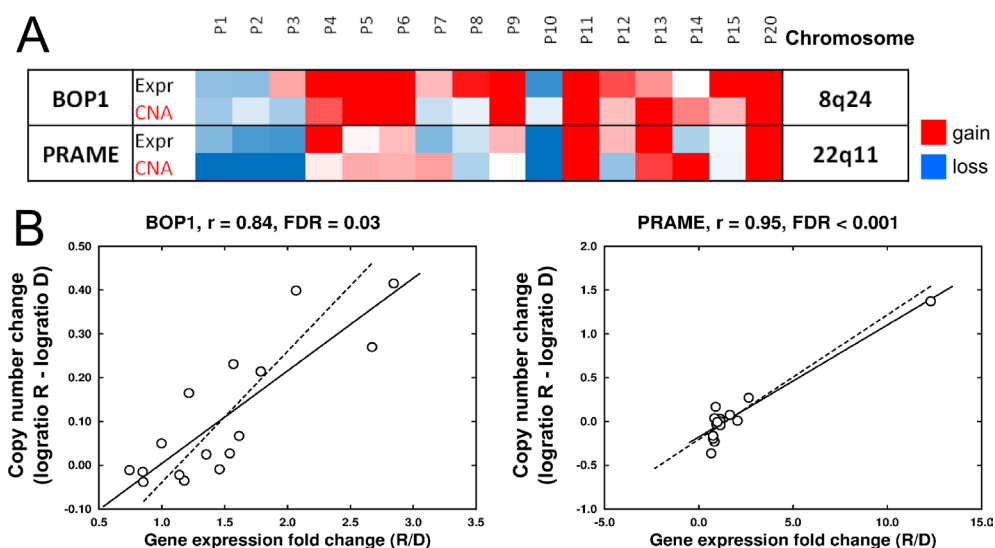 A
P1 P2 P3 P4 P5 P6 P7 P8 P9 P10 P11 P12 P13 P14 P15 P20 Chromosome
BOP1 Expr 8q24
CNA
PRAME Expr 22q11
CNA
gain
loss
B
BOP1, r = 0.84, FDR = 0.03
Copy number change
(logratio R - logratio D)
0.50
0.40
0.30
0.20
0.10
0.00
-0.10
0.5 1.0 1.5 2.0 2.5 3.0 3.5
Gene expression fold change (R/D)
PRAME, r = 0.95, FDR < 0.001
Copy number change
(logratio R - logratio D)
2.0
1.5
1.0
0.5
0.0
-0.5
-1.0
-5.0 0.0 5.0 10.0 15.0
Gene expression fold change (R/D)